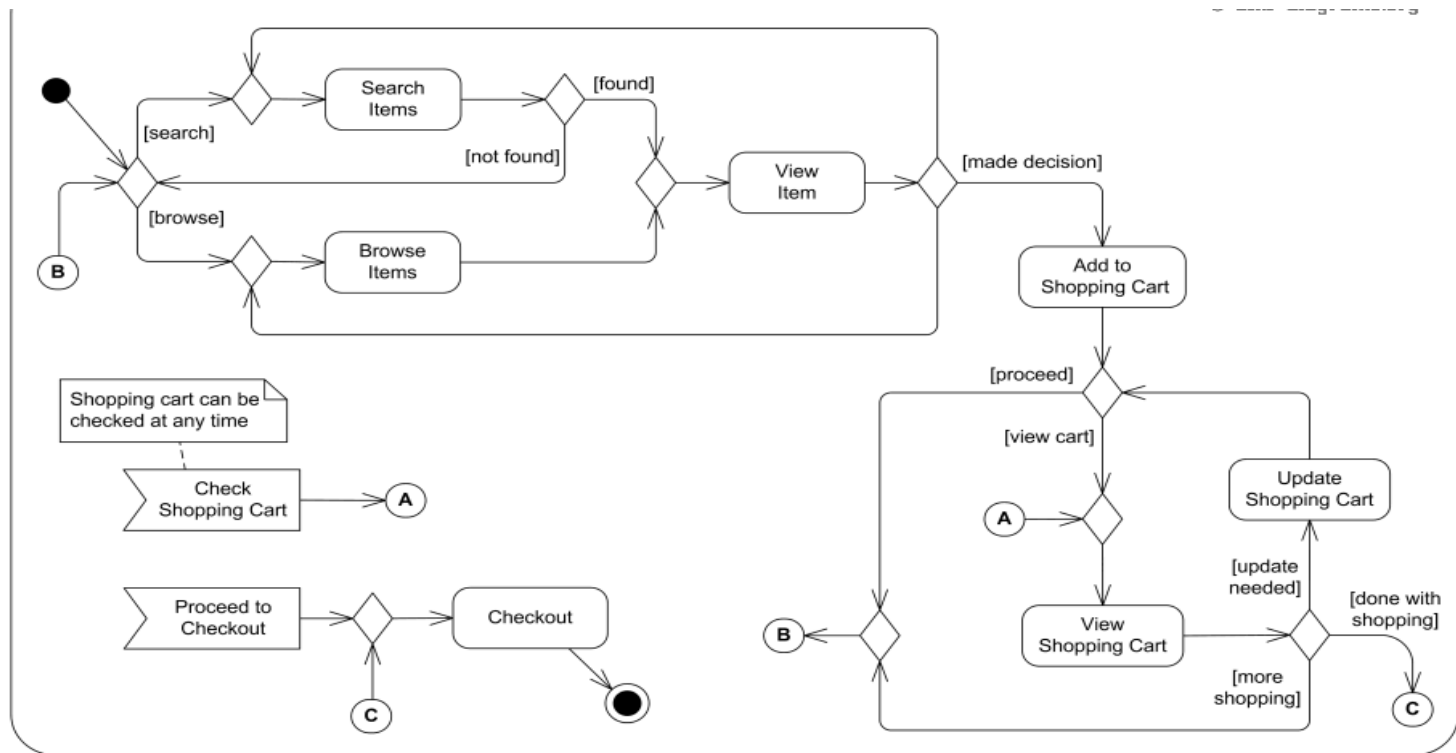 Search
Items
[found]
[search]
[not found]
[made decision]
View
Item
[browse]
Browse
Items
B
Add to
Shopping Cart
[proceed]
Shopping cart can be
checked at any time
[view cart]
Check
Shopping Cart
A
A
Update
Shopping Cart
[update
needed]
[done with
shopping]
Proceed to
Checkout
Checkout
B
View
Shopping Cart
[more
shopping]
C
C